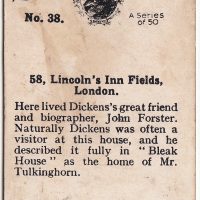 No. 38.
A Series
of 50
58, Lincoln's Inn Fields,
London.
Here lived Dickens's great friend
and biographer, John Forster.
Naturally Dickens was often a
visitor at this house, and he
described it fully in "Bleak
House" as the home of Mr.
Tulkinghorn.